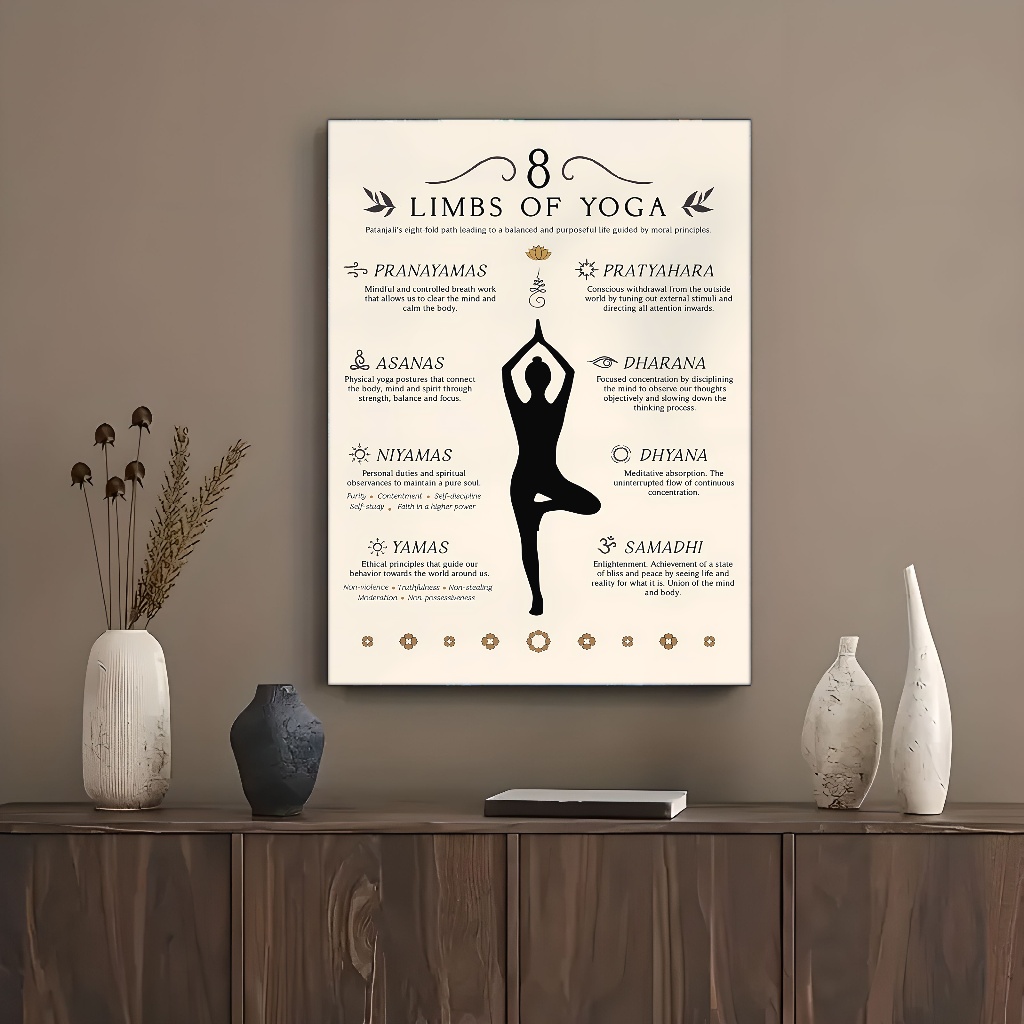 8
LIMBS OF YOGA
Patanjali's eight fold path leading to a balanced and purposeful life guided by moral principles.
PRANAYAMAS
Mindful and controlled breath work
that allows us to clear the mind and
calm the body.
ASANAS
Physical yoga postures that connect
the body, mind and spirit through
strength, balance and focus.
NIYAMAS
Personal duties and spiritual
observances to maintain a pure soul.
Purity • Contentment • Self-discipline
Self-study • Faith in a higher power
YAMAS
Ethical principles that guide our
behavior towards the world around us.
Non-violence • Truthfulness • Non-stealing
Moderation • Non-possessiveness
PRATYAHARA
Conscious withdrawal from the outside
world by tuning out external stimuli and
directing all attention inwards.
DHARANA
Focused concentration by disciplining
the mind to observe our thoughts
objectively and slowing down the
thinking process.
DHYANA
Meditative absorption. The
uninterrupted flow of continuous
concentration.
ॐ SAMADHI
Enlightenment. Achievement of a state
of bliss and peace by seeing life and
reality for what it is. Union of the mind
and body.